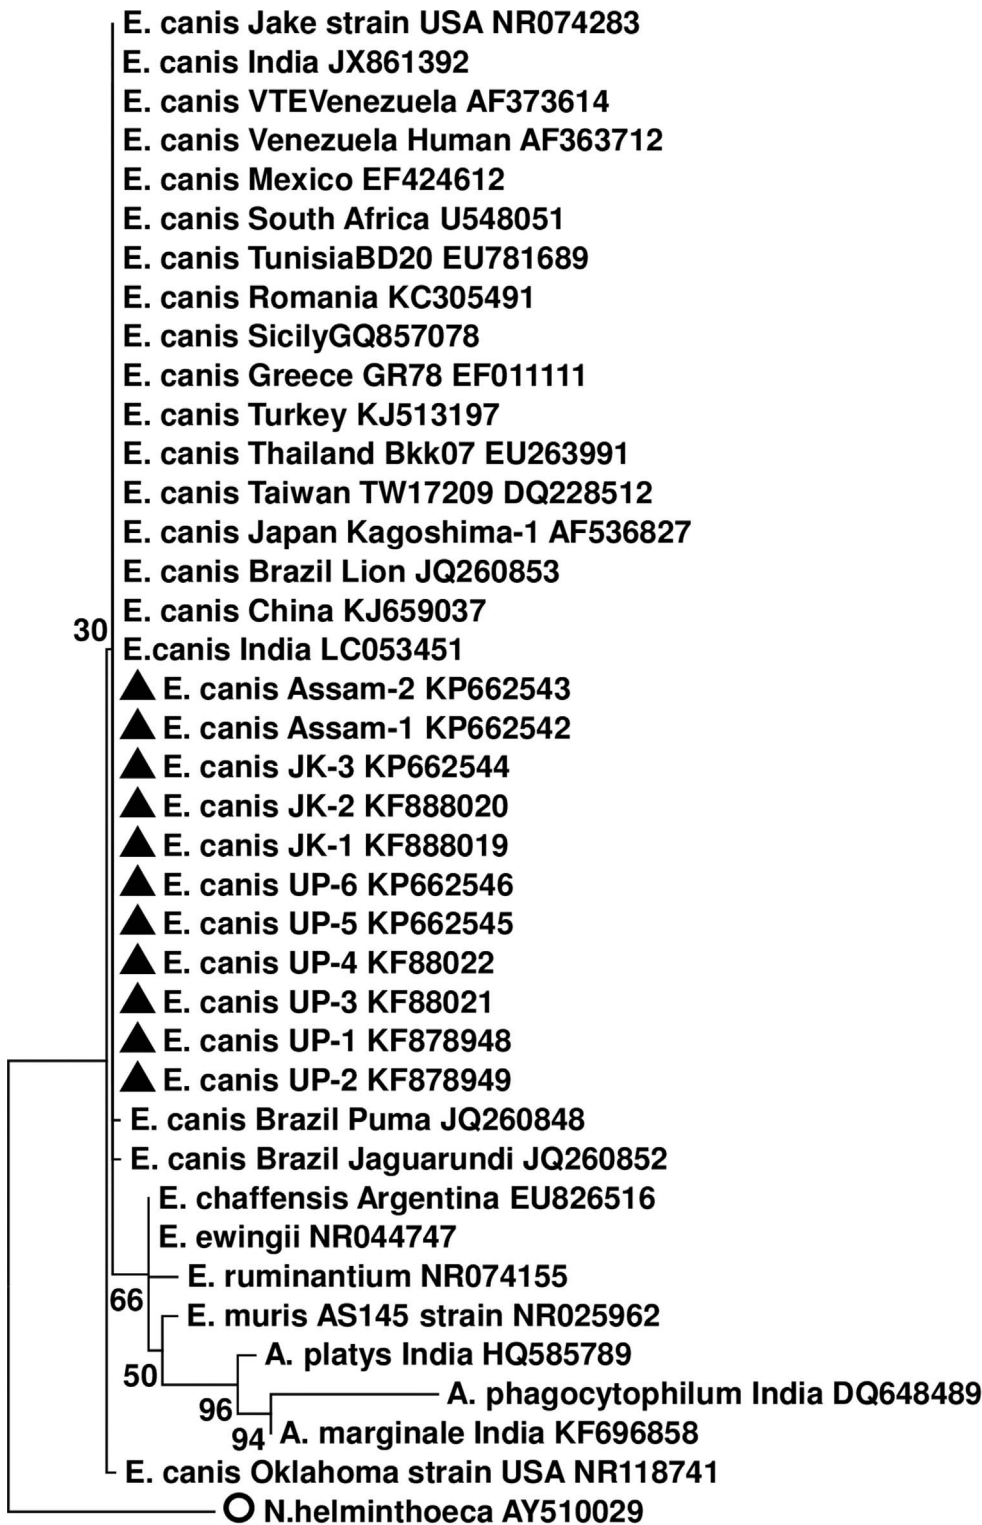 E. canis Jake strain USA NR074283
E. canis India JX861392
E. canis VTEVenezuela AF373614
E. canis Venezuela Human AF363712
E. canis Mexico EF424612
E. canis South Africa U548051
E. canis TunisiaBD20 EU781689
E. canis Romania KC305491
E. canis SicilyGQ857078
E. canis Greece GR78 EF011111
E. canis Turkey KJ513197
E. canis Thailand Bkk07 EU263991
E. canis Taiwan TW17209 DQ228512
E. canis Japan Kagoshima-1 AF536827
E. canis Brazil Lion JQ260853
E. canis China KJ659037
30
E.canis India LC053451
E. canis Assam-2 KP662543
E. canis Assam-1 KP662542
E. canis JK-3 KP662544
E. canis JK-2 KF888020
E. canis JK-1 KF888019
E. canis UP-6 KP662546
E. canis UP-5 KP662545
E. canis UP-4 KF88022
E. canis UP-3 KF88021
E. canis UP-1 KF878948
E. canis UP-2 KF878949
E. canis Brazil Puma JQ260848
E. canis Brazil Jaguarundi JQ260852
E. chaffensis Argentina EU826516
E. ewingii NR044747
E. ruminantium NR074155
66
E. muris AS145 strain NR025962
A. platys India HQ585789
50
A. phagocytophilum India DQ648489
96
A. marginale India KF696858
94
E. canis Oklahoma strain USA NR118741
N.helminthoeca AY510029